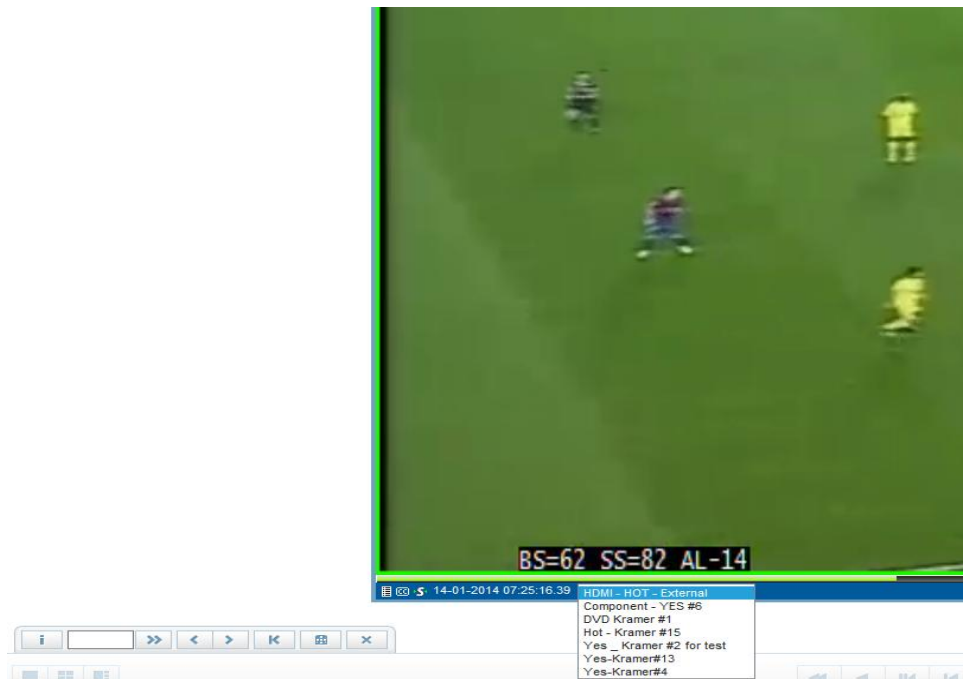 BS=62 SS=82 AL-14
CC S 14-01-2014 07:25:16.39 HDMI - HOT - External
Component - YES #6
DVD Kramer #1
Hot - Kramer #15
Yes _ Kramer #2 for test
Yes-Kramer#13
Yes-Kramer#4
i